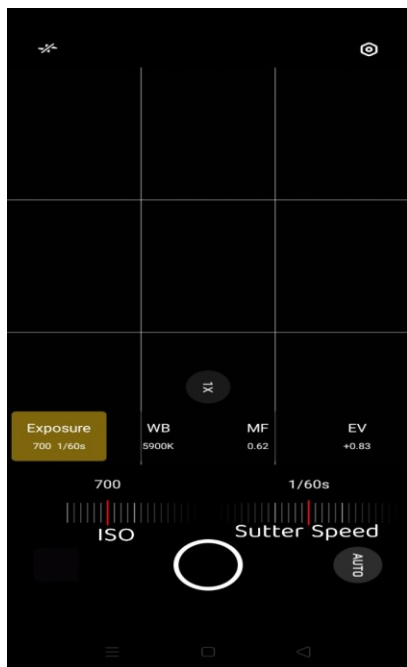 1X
Exposure WB MF EV
700 1/60s 5900K 0.62 +0.83
700 1/60s
ISO Sutter Speed
AUTO